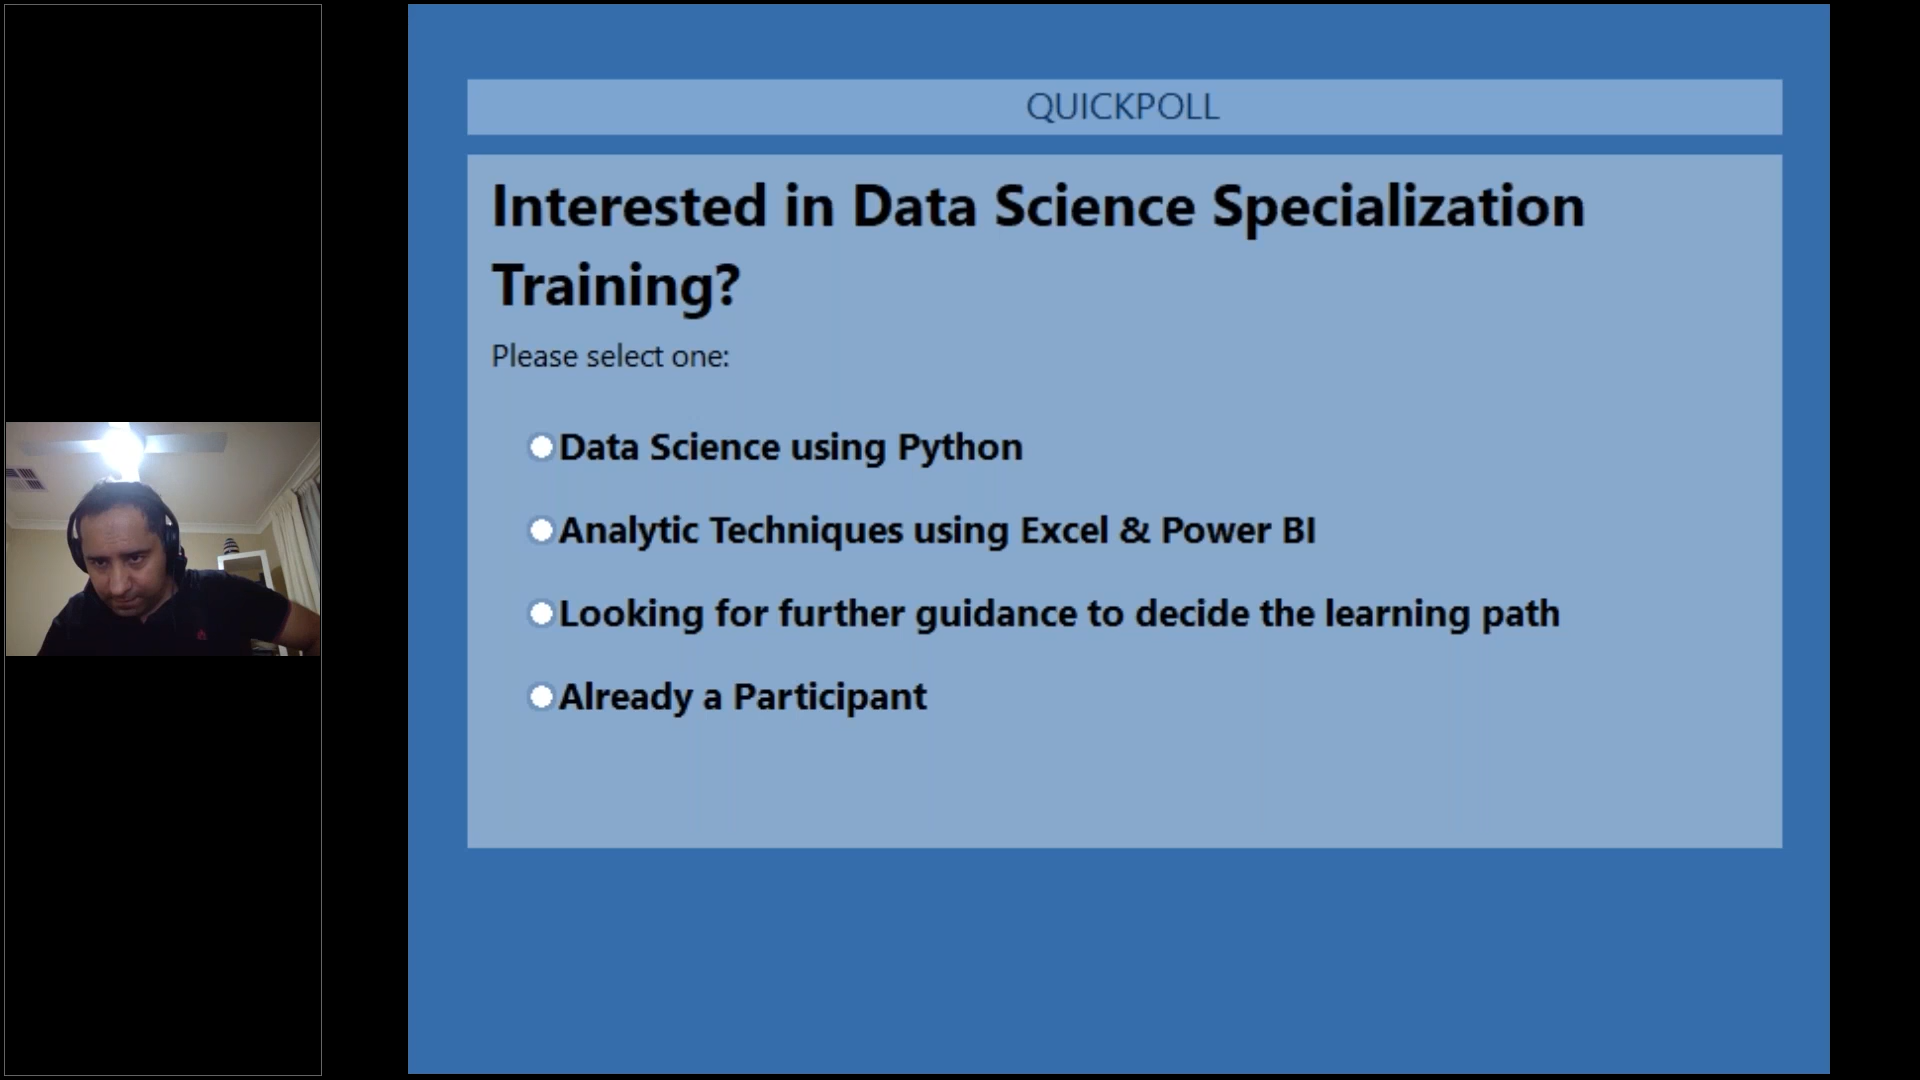 QUICKPOLL
Interested in Data Science Specialization
Training?
Please select one:
Data Science using Python
Analytic Techniques using Excel & Power BI
Looking for further guidance to decide the learning path
Already a Participant